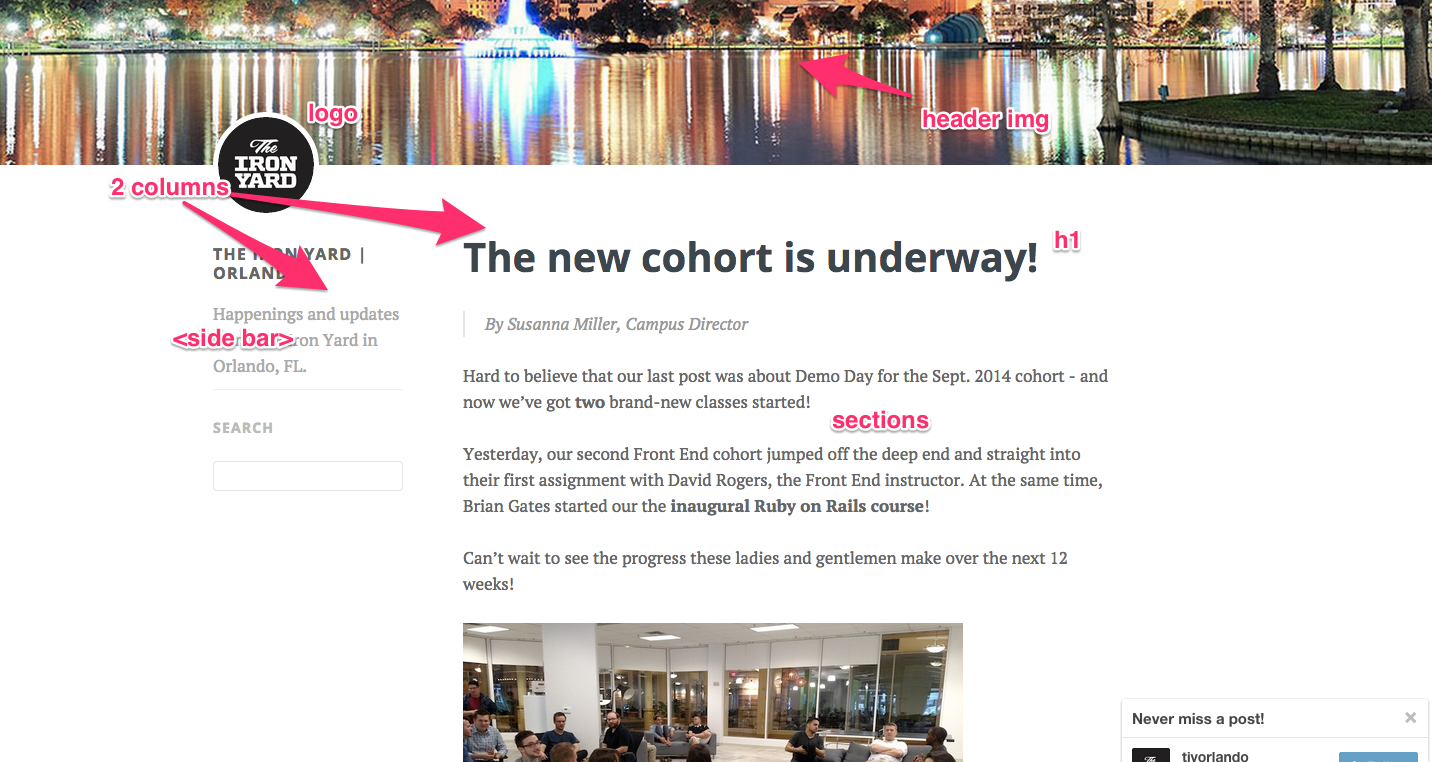 logo
header img
The
IRON
YARD
2 columns
THE IRON YARD |
ORLANDO
h1
The new cohort is underway!
Happenings and updates
<side bar>
Iron Yard in
Orlando, FL.
By Susanna Miller, Campus Director
SEARCH
Hard to believe that our last post was about Demo Day for the Sept. 2014 cohort - and
now we’ve got two brand-new classes started!
sections
Yesterday, our second Front End cohort jumped off the deep end and straight into
their first assignment with David Rogers, the Front End instructor. At the same time,
Brian Gates started our the inaugural Ruby on Rails course!
Can’t wait to see the progress these ladies and gentlemen make over the next 12
weeks!
Never miss a post!
The
tiyorlando